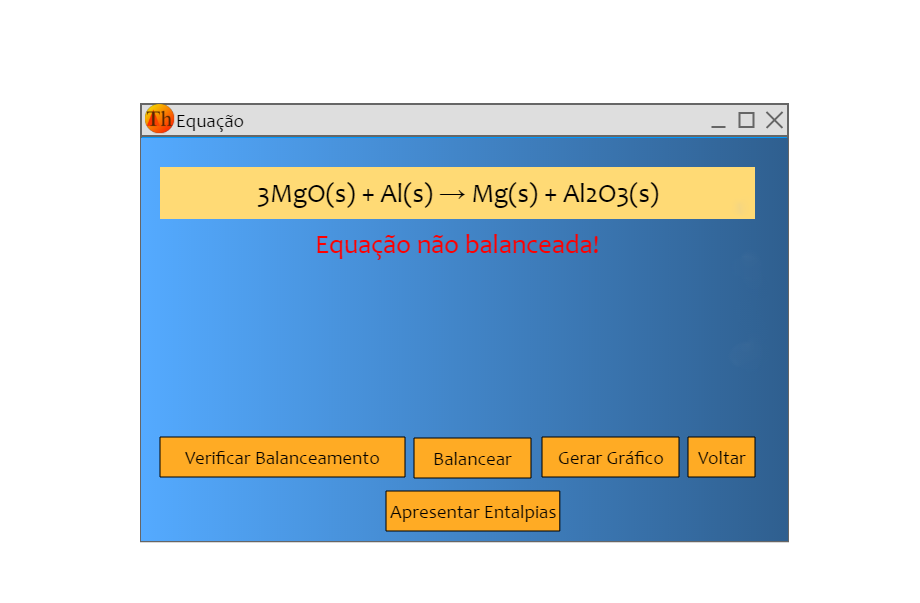 Th Equação
3MgO(s) + Al(s) → Mg(s) + Al2O3(s)
Equação não balanceada!
Verificar Balanceamento Balancear Gerar Gráfico Voltar
Apresentar Entalpias